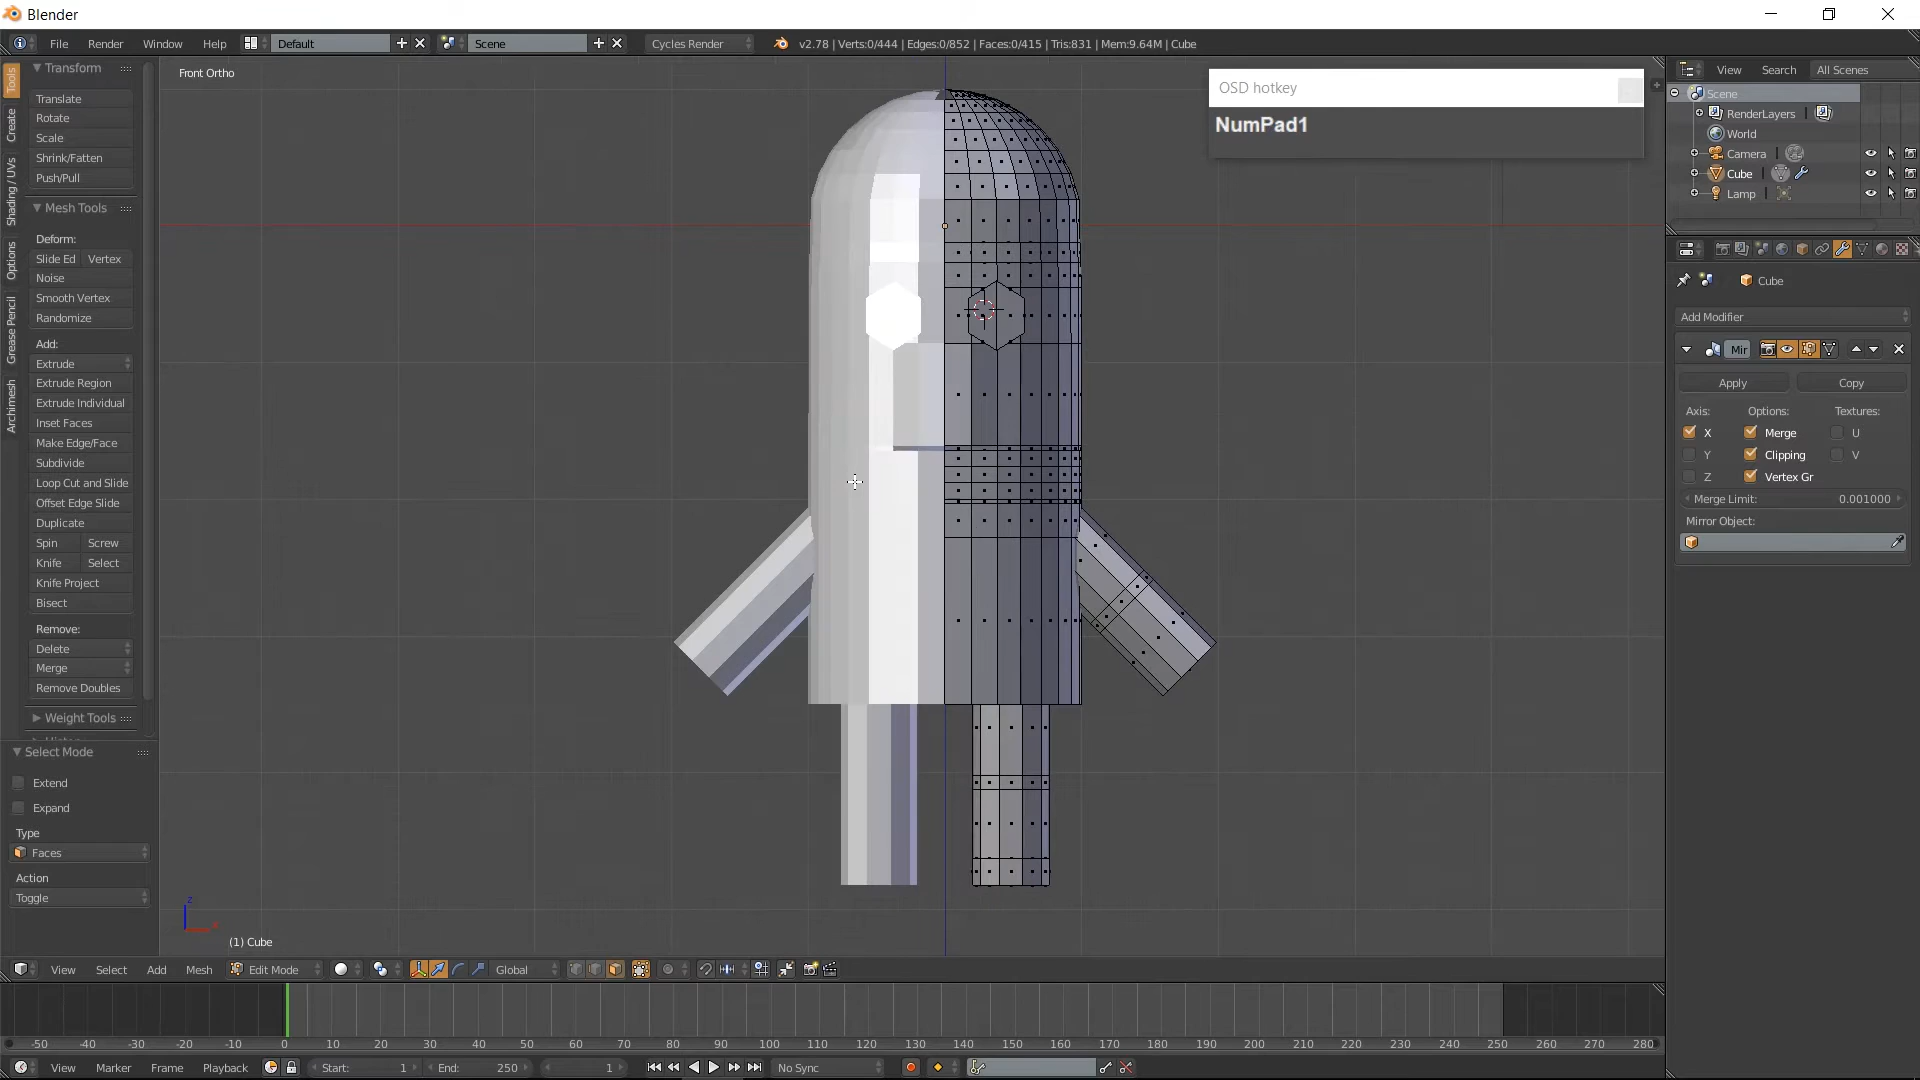 Blender
File Render Window Help Default Scene Cycles Render v2.78 | Verts:0/444 | Edges:0/852 | Faces:0/415 | Tris:831 | Mem:9.64M | Cube
Tools
Create
Shading / UVs
Options
Grease Pencil
Archimesh
Transform
Translate
Rotate
Scale
Shrink/Fatten
Push/Pull
Mesh Tools
Deform:
Slide Ed Vertex
Noise
Smooth Vertex
Randomize
Add:
Extrude
Extrude Region
Extrude Individual
Inset Faces
Make Edge/Face
Subdivide
Loop Cut and Slide
Offset Edge Slide
Duplicate
Spin Screw
Knife Select
Knife Project
Bisect
Remove:
Delete
Merge
Remove Doubles
Weight Tools
Select Mode
Extend
Expand
Type
Faces
Action
Toggle
Front Ortho
OSD hotkey
NumPad1
z
x
(1) Cube
View Search All Scenes
Scene
RenderLayers
World
Camera
Cube
Lamp
Cube
Add Modifier
Mir
Apply Copy
Axis: Options: Textures:
X Merge U
Y Clipping V
Z Vertex Gr
Merge Limit: 0.001000
Mirror Object:
View Select Add Mesh Edit Mode Global
-50 -40 -30 -20 -10 0 10 20 30 40 50 60 70 80 90 100 110 120 130 140 150 160 170 180 190 200 210 220 230 240 250 260 270 280
View Marker Frame Playback Start: 1 End: 250 1 No Sync